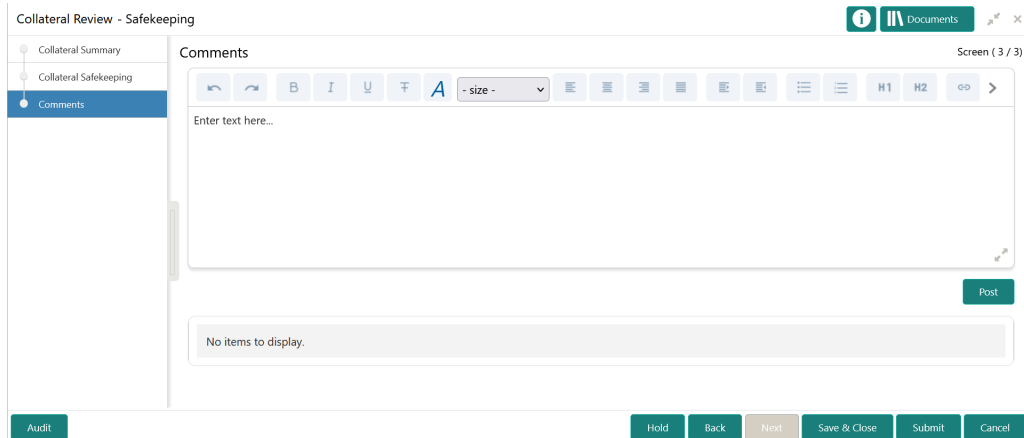 Collateral Review - Safekeeping
i Documents
Collateral Summary
Collateral Safekeeping
Comments
Comments
Screen ( 3 / 3)
B I U T A - size - H1 H2
Enter text here...
Post
No items to display.
Audit Hold Back Next Save & Close Submit Cancel